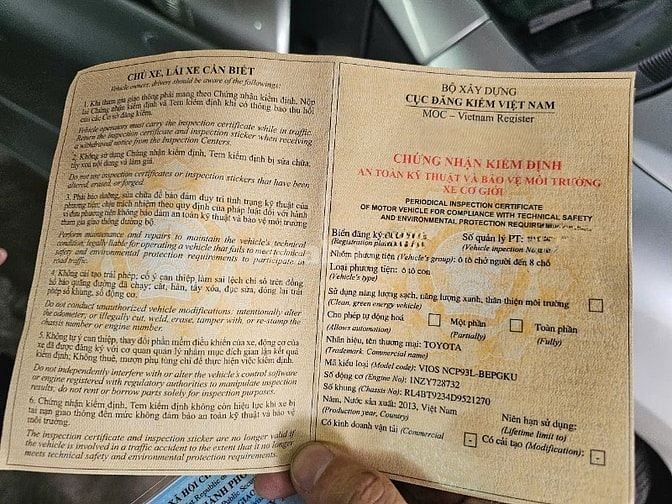 CHỦ XE, LÁI XE CẦN BIẾT
Vehicle owners, drivers should be aware of the followings:
1. Khi tham gia giao thông phải mang theo Chứng nhận kiểm định. Nộp
lại Chứng nhận kiểm định và Tem kiểm định khi có thông báo thu hồi
của các Cơ sở đăng kiểm.
Vehicle operators must carry the inspection certificate while in traffic.
Return the inspection certificate and inspection sticker when receiving
a withdrawal notice from the Inspection Centers.
2. Không sử dụng Chứng nhận kiểm định, Tem kiểm định bị sửa chữa,
tẩy xoá nội dung và làm giả.
Do not use inspection certificates or inspection stickers that have been
altered, erased, or forged.
3. Phải bảo dưỡng, sửa chữa để bảo đảm duy trì tình trạng kỹ thuật của
phương tiện; chịu trách nhiệm theo quy định của pháp luật đối với hành
vi đưa phương tiện không bảo đảm an toàn kỹ thuật và bảo vệ môi trường
tham gia giao thông đường bộ.
Perform maintenance and repairs to maintain the vehicle's technical
condition; legally liable for operating a vehicle that fails to meet technical
safety and environmental protection requirements to participate in
road traffic.
4. Không cải tạo trái phép; cố ý can thiệp làm sai lệch chỉ số trên đồng
hồ báo quãng đường đã chạy; cắt, hàn, tẩy xóa, đục sửa, đóng lại trái
phép số khung, số động cơ.
Do not conduct unauthorized vehicle modifications; intentionally alter
the odometer; or illegally cut, weld, erase, tamper with, or re-stamp the
chassis number or engine number.
5. Không tự ý can thiệp, thay đổi phần mềm điều khiển của xe, động cơ của
xe đã được đăng ký với cơ quan quản lý nhằm mục đích gian lận kết quả
kiểm định; Không thuê, mượn phụ tùng chỉ để thực hiện việc kiểm định.
Do not independently interfere with or alter the vehicle's control software
or engine registered with regulatory authorities to manipulate inspection
results, do not rent or borrow parts solely for inspection purposes.
6. Chứng nhận kiểm định, Tem kiểm định không còn hiệu lực khi xe bị
tai nạn giao thông đến mức không đảm bảo an toàn kỹ thuật và bảo vệ
môi trường.
The inspection certificate and inspection sticker are no longer valid if
the vehicle is involved in a traffic accident to the extent that it no longer
meets technical safety and environmental protection requirements.
BỘ XÂY DỰNG
CỤC ĐĂNG KIỂM VIỆT NAM
MOC – Vietnam Register
CHỨNG NHẬN KIỂM ĐỊNH
AN TOÀN KỸ THUẬT VÀ BẢO VỆ MÔI TRƯỜNG
XE CƠ GIỚI
PERIODICAL INSPECTION CERTIFICATE
OF MOTOR VEHICLE FOR COMPLIANCE WITH TECHNICAL SAFETY
AND ENVIRONMENTAL PROTECTION REQUIREMENTS
Biển đăng ký: Số quản lý PT:
(Registration plate) (Vehicle inspection No.)
Nhóm phương tiện (Vehicle's group): ô tô chở người đến 8 chỗ
Loại phương tiện: ô tô con
(Vehicle's type)
Sử dụng năng lượng sạch, năng lượng xanh, thân thiện môi trường
(Clean, green energy vehicle)
Cho phép tự động hoá Một phần Toàn phần
(Allows automation) (Partially) (Fully)
Nhãn hiệu, tên thương mại: TOYOTA
(Trademark, Commercial name)
Mã kiểu loại (Model code): VIOS NCP93L-BEPGKU
Số động cơ (Engine No): 1NZY728732
Số khung (Chassis No): RL4BT9234D9521270
Năm, Nước sản xuất: 2013, Việt Nam Niên hạn sử dụng:
(Production year, Country) (Lifetime limit to)
Có kinh doanh vận tải (Commercial - Có cải tạo (Modification): -
XÃ HỘI